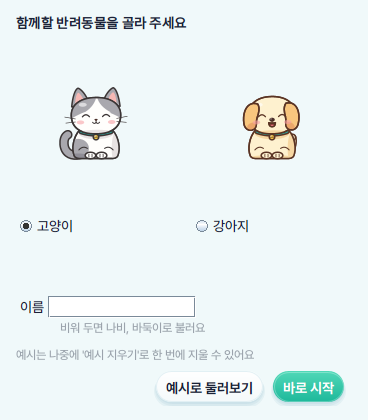 함께할 반려동물을 골라 주세요
고양이
강아지
이름
비워 두면 나비, 바둑이로 불러요
예시는 나중에 '예시 지우기'로 한 번에 지울 수 있어요
예시로 둘러보기
바로 시작